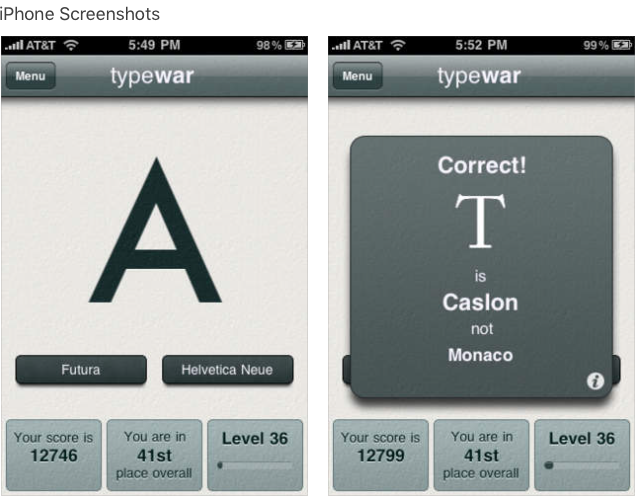 iPhone Screenshots
AT&T 5:49 PM 98%
Menu typewar
A
Futura Helvetica Neue
Your score is
12746
You are in
41st
place overall
Level 36
AT&T 5:52 PM 99%
Menu typewar
Correct!
T
is
Caslon
not
Monaco
i
Your score is
12799
You are in
41st
place overall
Level 36